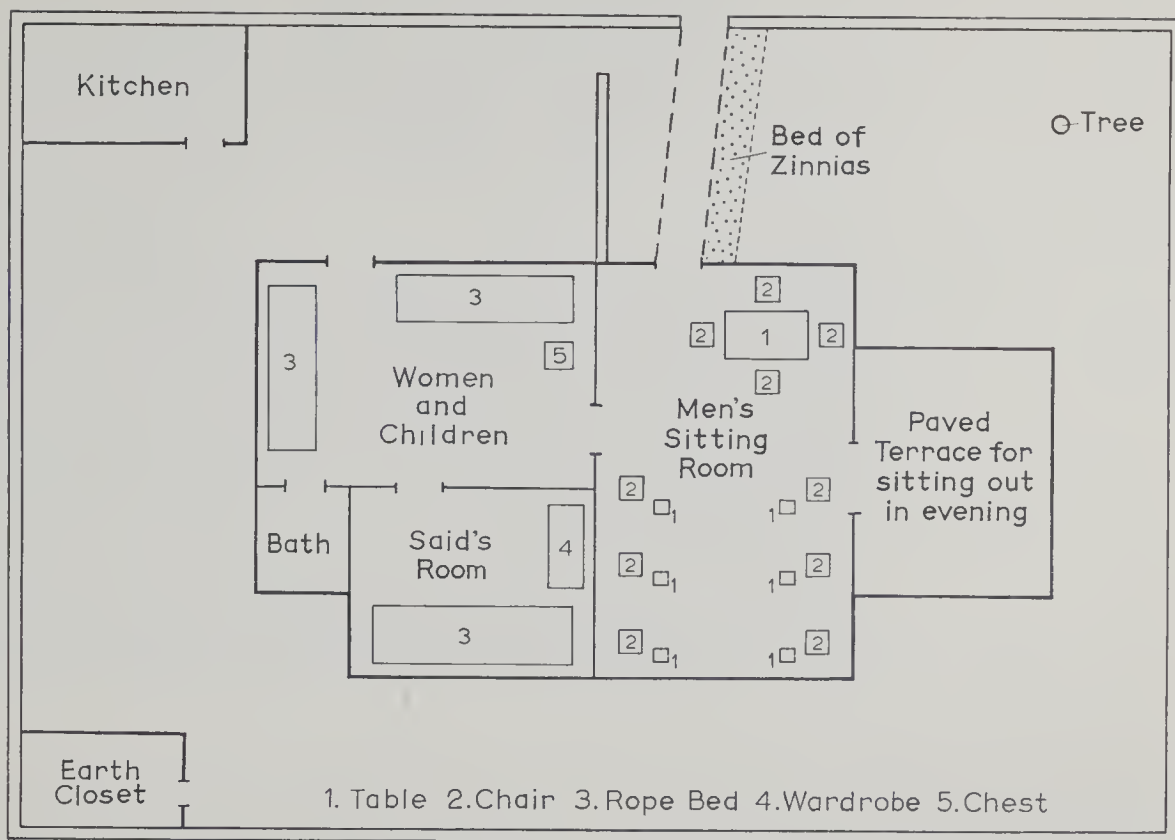 Kitchen
Tree
Bed of
Zinnias
2
3
2
1
2
5
3
2
Women
and
Children
Men's
Sitting
Room
Paved
Terrace for
sitting out
in evening
2
1
1
2
Bath
Said's
Room
4
2
1
1
2
3
2
1
1
2
Earth
Closet
1. Table 2.Chair 3.Rope Bed 4.Wardrobe 5.Chest